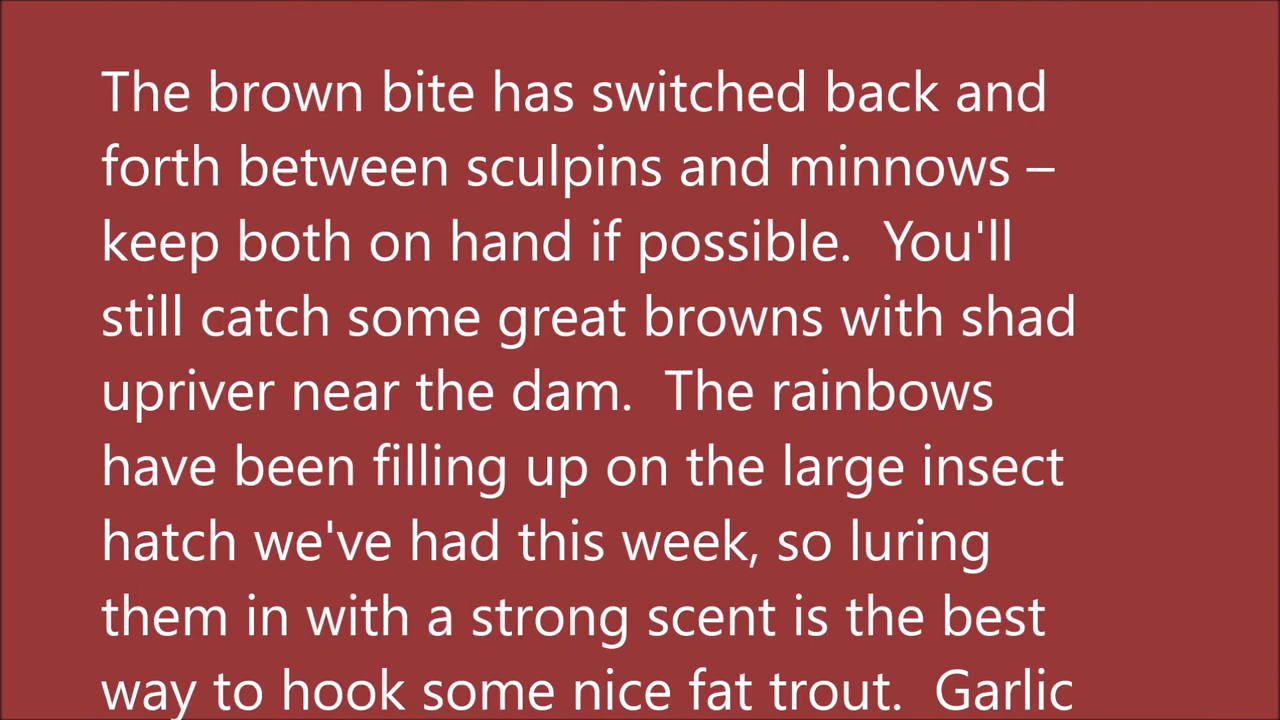 The brown bite has switched back and
forth between sculpins and minnows –
keep both on hand if possible.  You'll
still catch some great browns with shad
upriver near the dam.  The rainbows
have been filling up on the large insect
hatch we've had this week, so luring
them in with a strong scent is the best
way to hook some nice fat trout.  Garlic